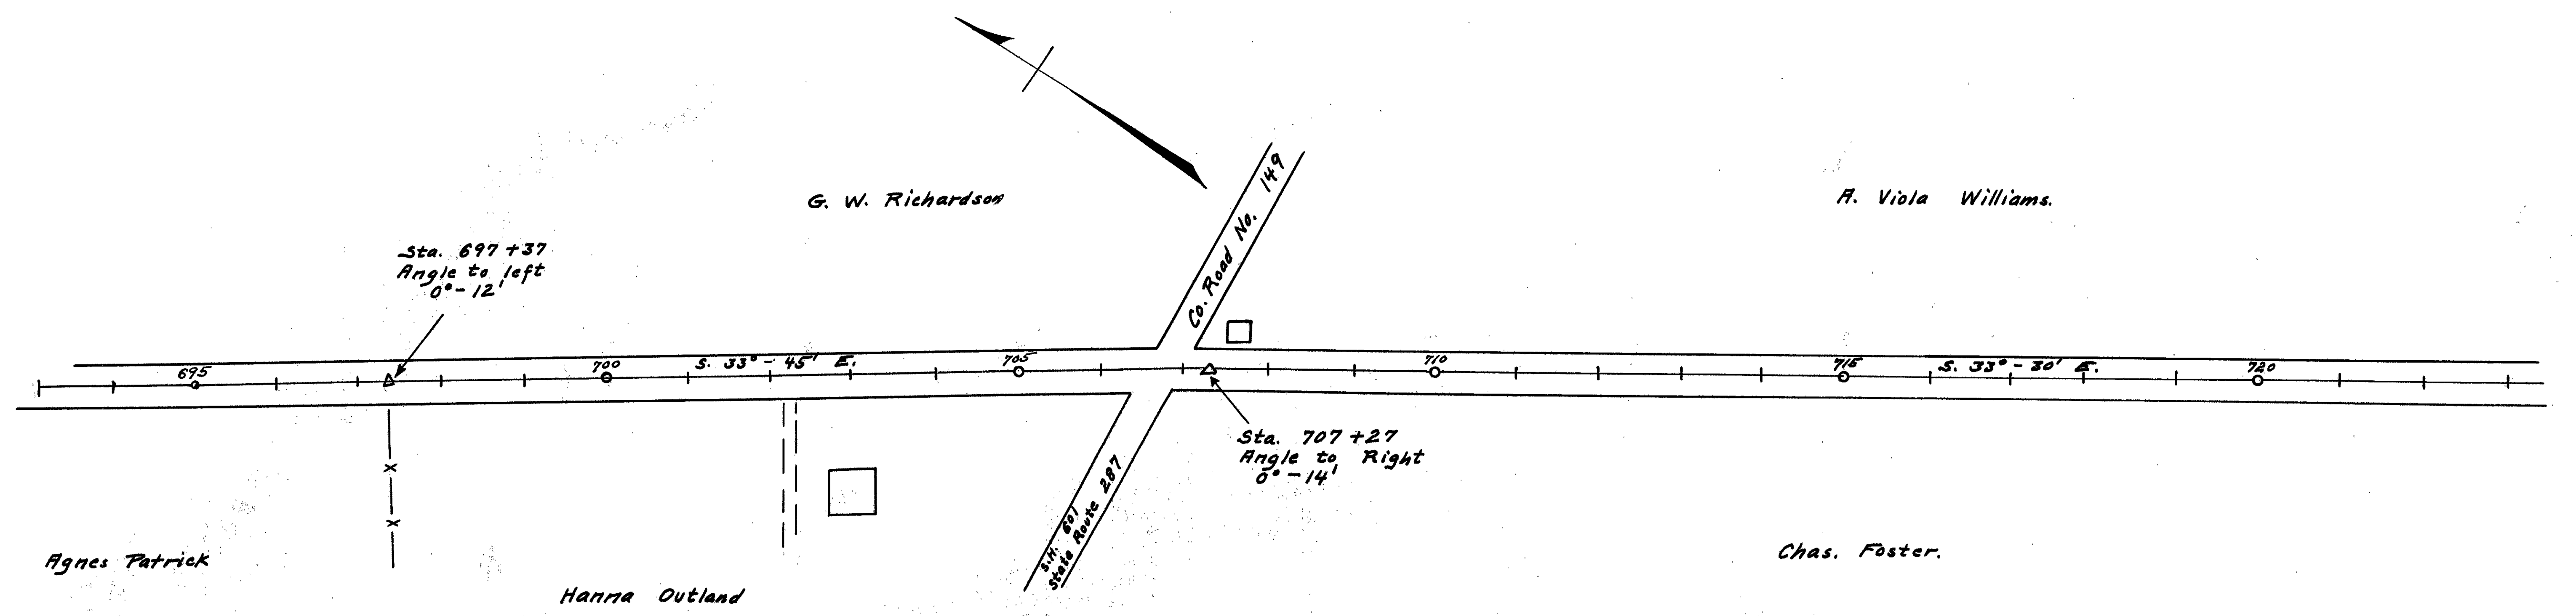 G. W. Richardson
A. Viola Williams.
Co. Road No. 149
Sta. 697+37
Angle to left
0°-12'
695
700
S. 33°-45' E.
705
710
715
S. 33°-30' E.
720
Sta. 707+27
Angle to Right
0°-14'
S.H. 601
State Route 287
Agnes Patrick
Hanna Outland
Chas. Foster.